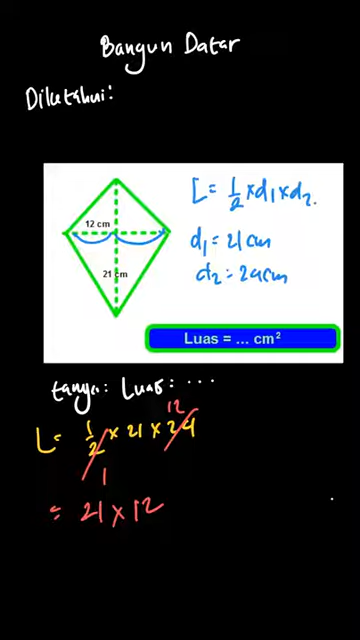 Bangun Datar
Diketahui:
12 cm
21 cm
L = 1/2 × d1 × d2.
d1 = 21 cm
d2 = 24 cm
Luas = ... cm²
tanya: Luas: ...
12
L = 1/2 × 21 × 24
1
= 21 × 12